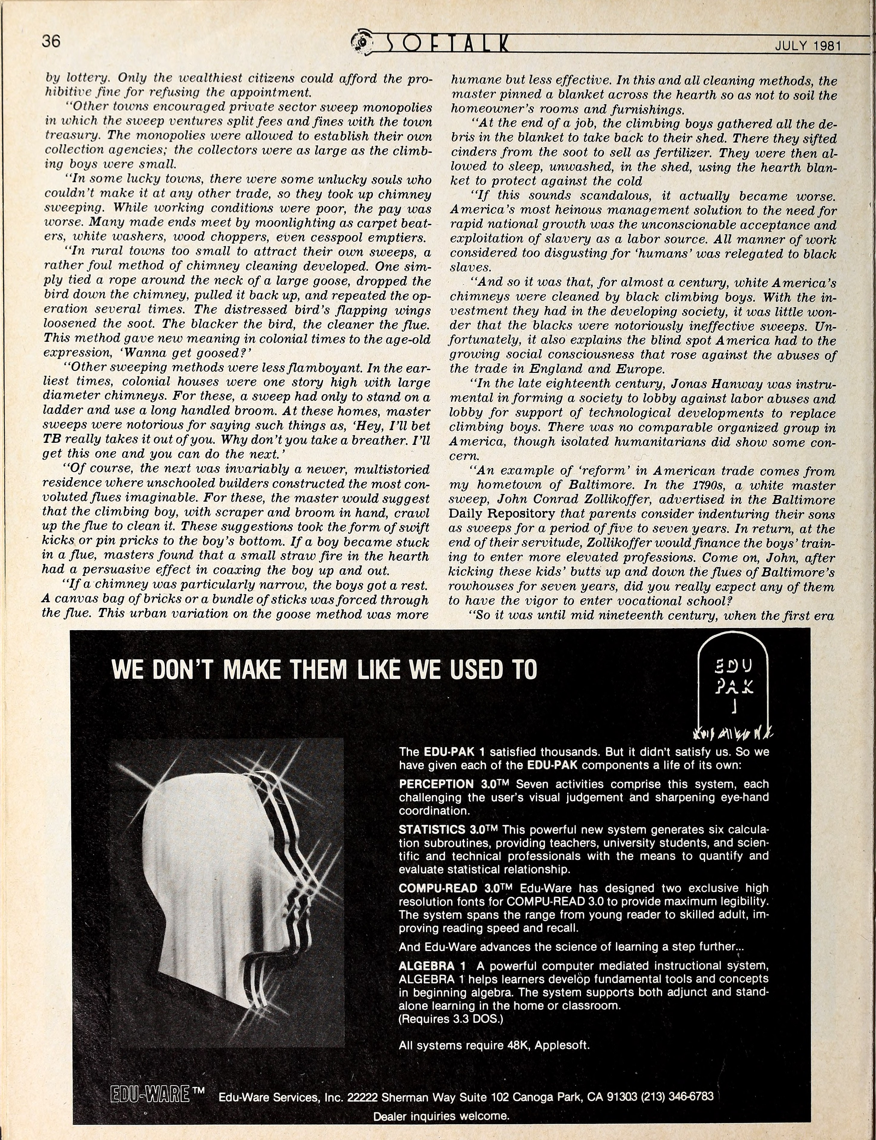 36
SOFTALK
JULY 1981
by lottery. Only the wealthiest citizens could afford the pro-
hibitive fine for refusing the appointment.
"Other towns encouraged private sector sweep monopolies
in which the sweep ventures split fees and fines with the town
treasury. The monopolies were allowed to establish their own
collection agencies; the collectors were as large as the climb-
ing boys were small.
"In some lucky towns, there were some unlucky souls who
couldn't make it at any other trade, so they took up chimney
sweeping. While working conditions were poor, the pay was
worse. Many made ends meet by moonlighting as carpet beat-
ers, white washers, wood choppers, even cesspool emptiers.
"In rural towns too small to attract their own sweeps, a
rather foul method of chimney cleaning developed. One sim-
ply tied a rope around the neck of a large goose, dropped the
bird down the chimney, pulled it back up, and repeated the op-
eration several times. The distressed bird's flapping wings
loosened the soot. The blacker the bird, the cleaner the flue.
This method gave new meaning in colonial times to the age-old
expression, 'Wanna get goosed?'
"Other sweeping methods were less flamboyant. In the ear-
liest times, colonial houses were one story high with large
diameter chimneys. For these, a sweep had only to stand on a
ladder and use a long handled broom. At these homes, master
sweeps were notorious for saying such things as, 'Hey, I'll bet
TB really takes it out of you. Why don't you take a breather. I'll
get this one and you can do the next.'
"Of course, the next was invariably a newer, multistoried
residence where unschooled builders constructed the most con-
voluted flues imaginable. For these, the master would suggest
that the climbing boy, with scraper and broom in hand, crawl
up the flue to clean it. These suggestions took the form of swift
kicks or pin pricks to the boy's bottom. If a boy became stuck
in a flue, masters found that a small straw fire in the hearth
had a persuasive effect in coaxing the boy up and out.
"If a chimney was particularly narrow, the boys got a rest.
A canvas bag of bricks or a bundle of sticks was forced through
the flue. This urban variation on the goose method was more
humane but less effective. In this and all cleaning methods, the
master pinned a blanket across the hearth so as not to soil the
homeowner's rooms and furnishings.
"At the end of a job, the climbing boys gathered all the de-
bris in the blanket to take back to their shed. There they sifted
cinders from the soot to sell as fertilizer. They were then al-
lowed to sleep, unwashed, in the shed, using the hearth blan-
ket to protect against the cold
"If this sounds scandalous, it actually became worse.
America's most heinous management solution to the need for
rapid national growth was the unconscionable acceptance and
exploitation of slavery as a labor source. All manner of work
considered too disgusting for 'humans' was relegated to black
slaves.
"And so it was that, for almost a century, white America's
chimneys were cleaned by black climbing boys. With the in-
vestment they had in the developing society, it was little won-
der that the blacks were notoriously ineffective sweeps. Un-
fortunately, it also explains the blind spot America had to the
growing social consciousness that rose against the abuses of
the trade in England and Europe.
"In the late eighteenth century, Jonas Hanway was instru-
mental in forming a society to lobby against labor abuses and
lobby for support of technological developments to replace
climbing boys. There was no comparable organized group in
America, though isolated humanitarians did show some con-
cern.
"An example of 'reform' in American trade comes from
my hometown of Baltimore. In the 1790s, a white master
sweep, John Conrad Zollikoffer, advertised in the Baltimore
Daily Repository that parents consider indenturing their sons
as sweeps for a period of five to seven years. In return, at the
end of their servitude, Zollikoffer would finance the boys' train-
ing to enter more elevated professions. Come on, John, after
kicking these kids' butts up and down the flues of Baltimore's
rowhouses for seven years, did you really expect any of them
to have the vigor to enter vocational school?
"So it was until mid nineteenth century, when the first era
WE DON'T MAKE THEM LIKE WE USED TO
EDU
PAK
1
The EDU-PAK 1 satisfied thousands. But it didn't satisfy us. So we
have given each of the EDU-PAK components a life of its own:
PERCEPTION 3.0™ Seven activities comprise this system, each
challenging the user's visual judgement and sharpening eye-hand
coordination.
STATISTICS 3.0™ This powerful new system generates six calcula-
tion subroutines, providing teachers, university students, and scien-
tific and technical professionals with the means to quantify and
evaluate statistical relationship.
COMPU-READ 3.0™ Edu-Ware has designed two exclusive high
resolution fonts for COMPU-READ 3.0 to provide maximum legibility.
The system spans the range from young reader to skilled adult, im-
proving reading speed and recall.
And Edu-Ware advances the science of learning a step further...
ALGEBRA 1 A powerful computer mediated instructional system,
ALGEBRA 1 helps learners develop fundamental tools and concepts
in beginning algebra. The system supports both adjunct and stand-
alone learning in the home or classroom.
(Requires 3.3 DOS.)
All systems require 48K, Applesoft.
EDU-WARE™ Edu-Ware Services, Inc. 22222 Sherman Way Suite 102 Canoga Park, CA 91303 (213) 346-6783
Dealer inquiries welcome.